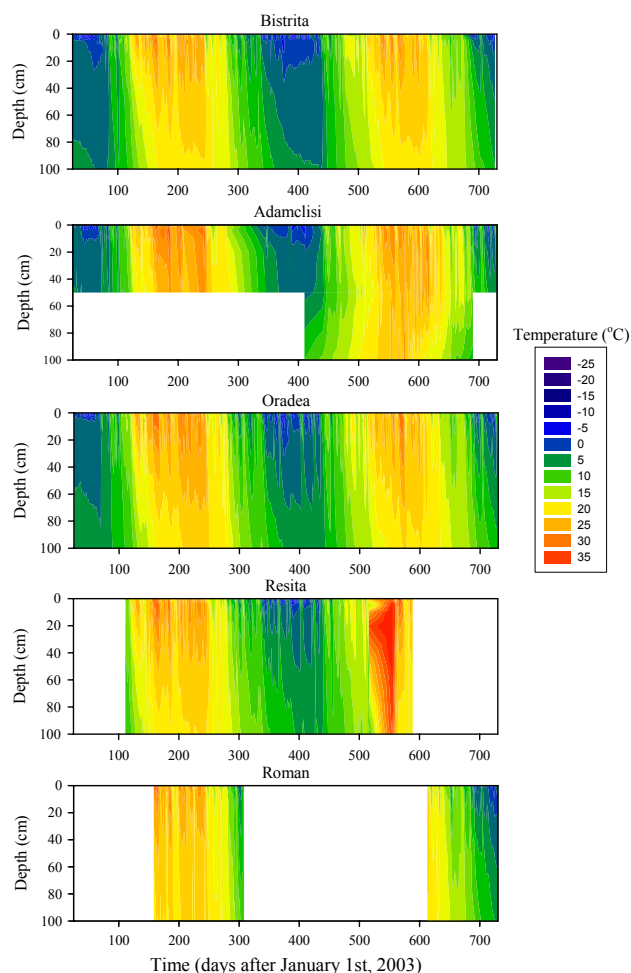 Bistrita
Depth (cm)
0
20
40
60
80
100
100 200 300 400 500 600 700
Adamclisi
Depth (cm)
0
20
40
60
80
100
100 200 300 400 500 600 700
Oradea
Depth (cm)
0
20
40
60
80
100
100 200 300 400 500 600 700
Resita
Depth (cm)
0
20
40
60
80
100
100 200 300 400 500 600 700
Roman
Depth (cm)
0
20
40
60
80
100
100 200 300 400 500 600 700
Time (days after January 1st, 2003)
Temperature (°C)
-25
-20
-15
-10
-5
0
5
10
15
20
25
30
35